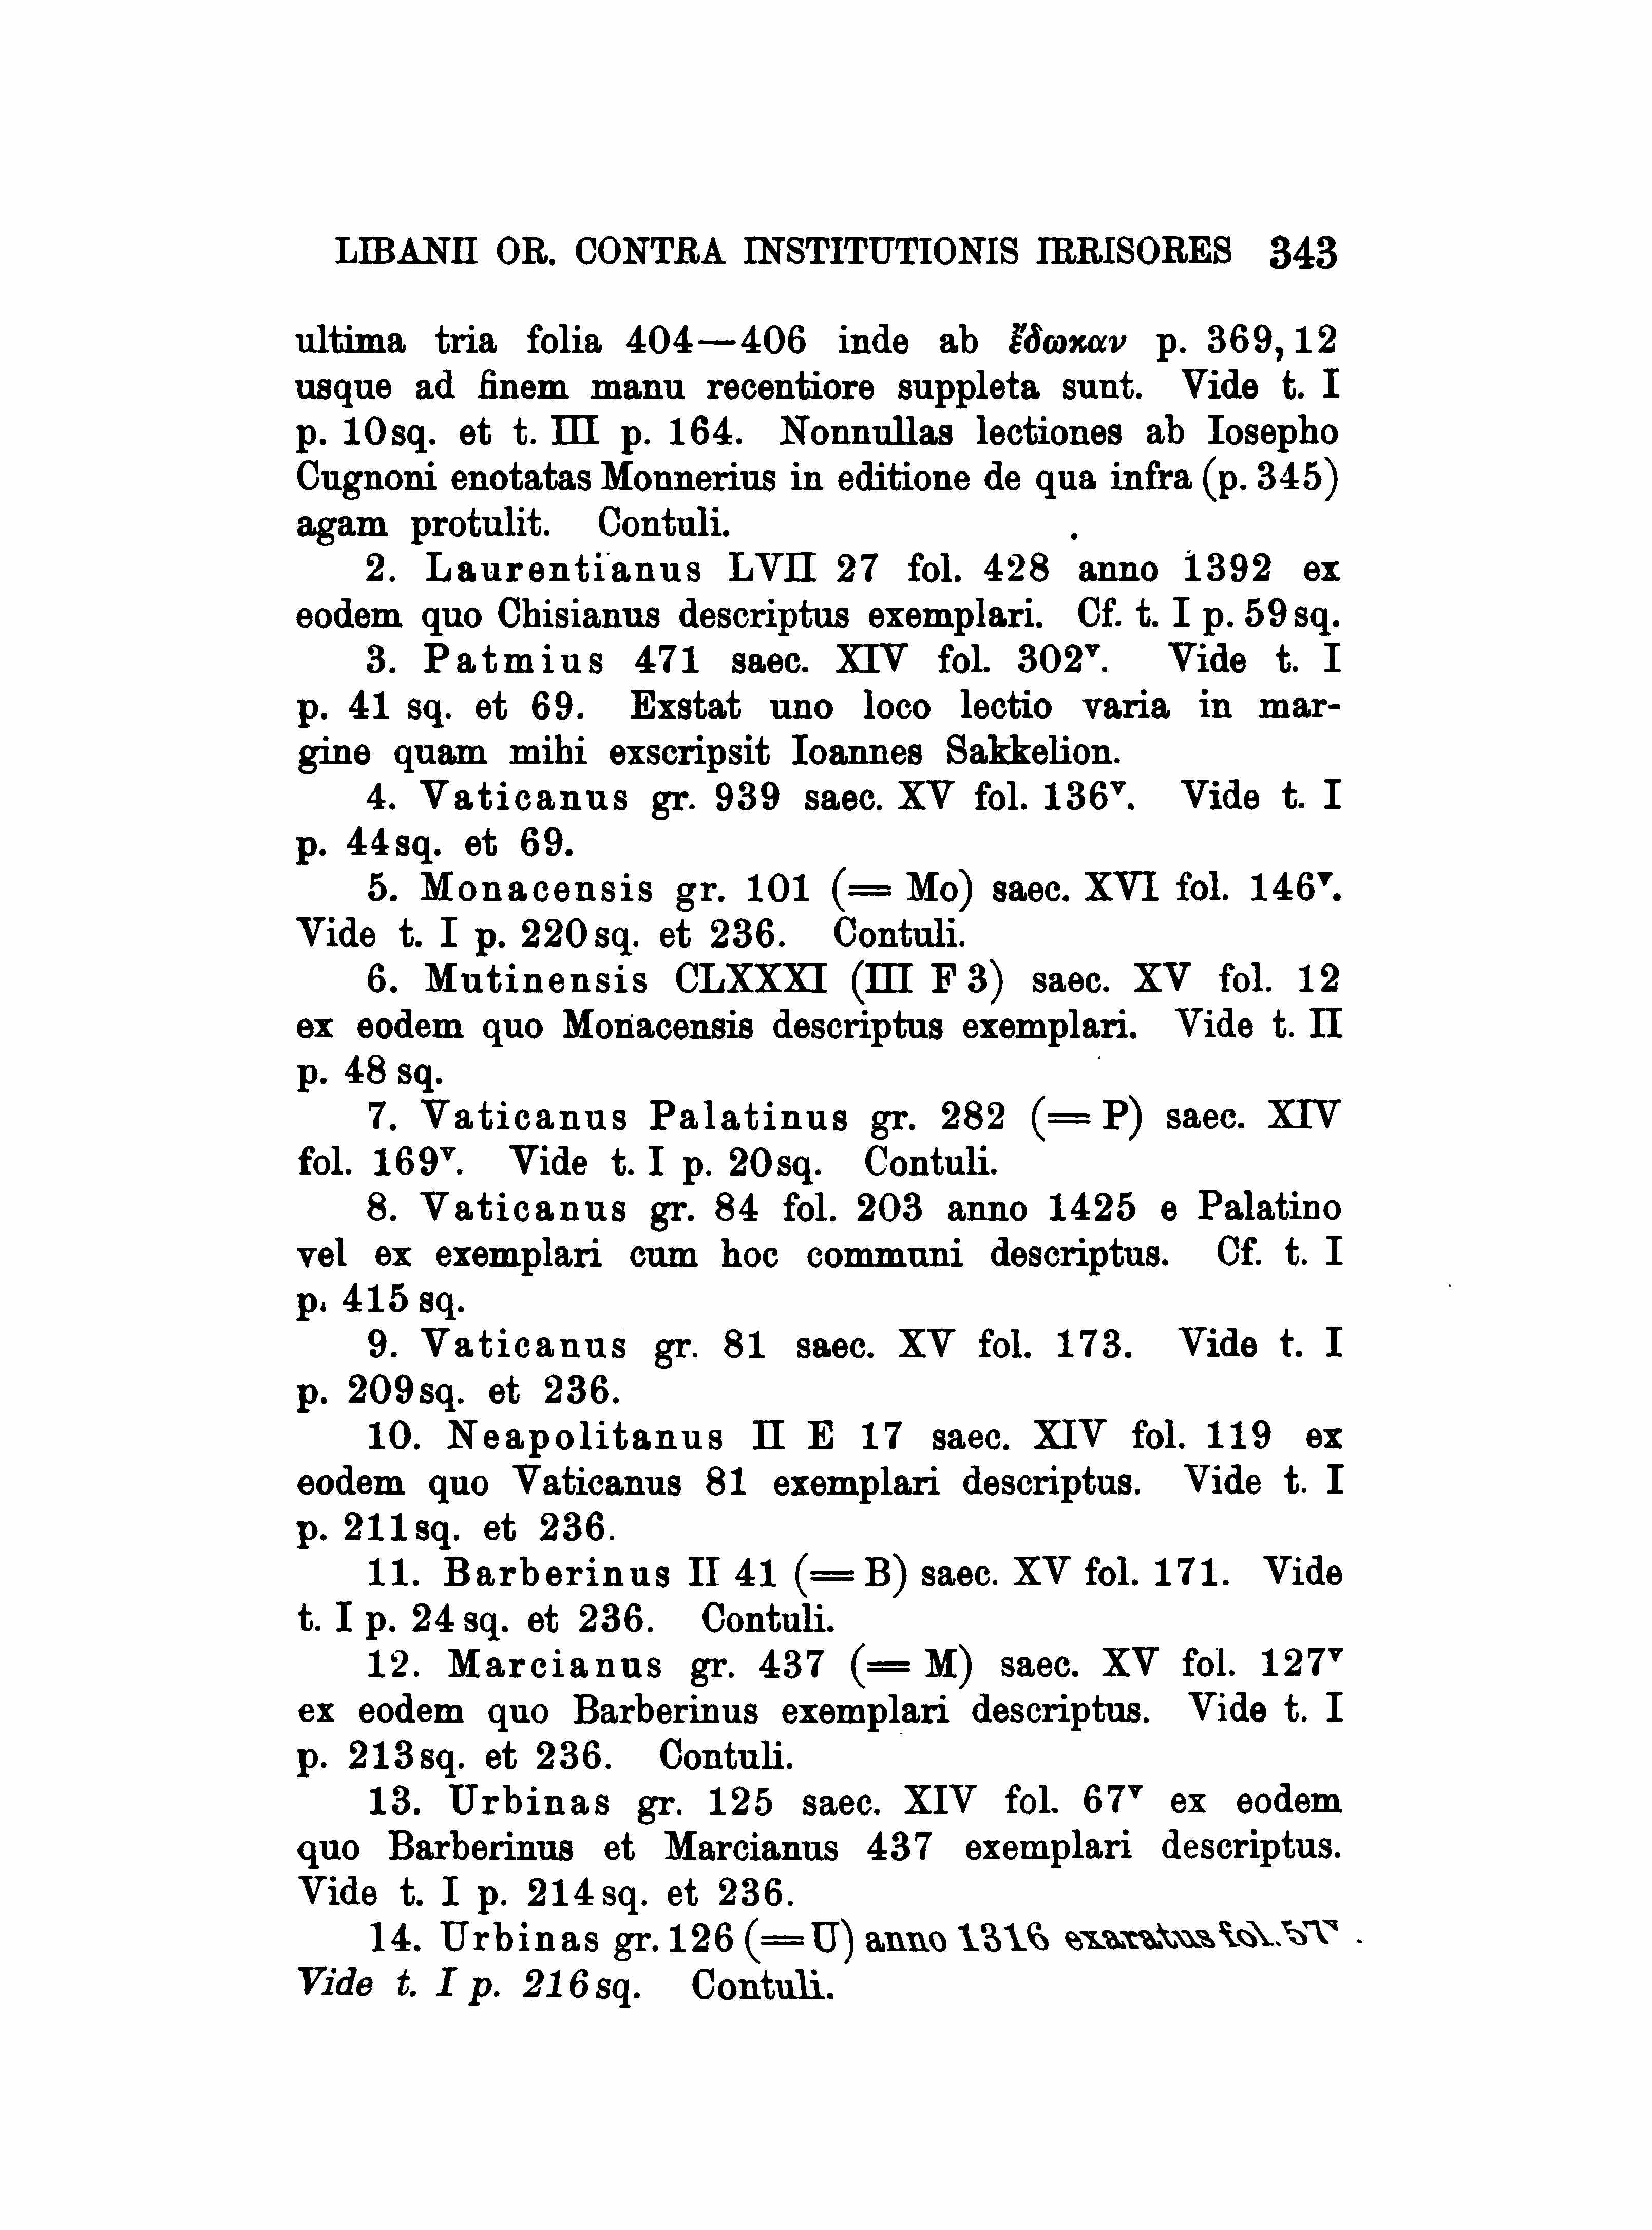 LIBANII OR. CONTRA INSTITUTIONIS IRRISORES 343
ultima tria folia 404—406 inde ab ἔδωκαν p. 369,12
usque ad finem manu recentiore suppleta sunt. Vide t. I
p. 10sq. et t. III p. 164. Nonnullas lectiones ab Iosepho
Cugnoni enotatas Monnerius in editione de qua infra (p. 345)
agam protulit. Contuli.
2. Laurentianus LVII 27 fol. 428 anno 1392 ex
eodem quo Chisianus descriptus exemplari. Cf. t. I p. 59sq.
3. Patmius 471 saec. XIV fol. 302ᵛ. Vide t. I
p. 41 sq. et 69. Exstat uno loco lectio varia in mar-
gine quam mihi exscripsit Ioannes Sakkelion.
4. Vaticanus gr. 939 saec. XV fol. 136ᵛ. Vide t. I
p. 44sq. et 69.
5. Monacensis gr. 101 (= Mo) saec. XVI fol. 146ᵛ.
Vide t. I p. 220sq. et 236. Contuli.
6. Mutinensis CLXXXI (III F 3) saec. XV fol. 12
ex eodem quo Monacensis descriptus exemplari. Vide t. II
p. 48 sq.
7. Vaticanus Palatinus gr. 282 (= P) saec. XIV
fol. 169ᵛ. Vide t. I p. 20sq. Contuli.
8. Vaticanus gr. 84 fol. 203 anno 1425 e Palatino
vel ex exemplari cum hoc communi descriptus. Cf. t. I
p. 415 sq.
9. Vaticanus gr. 81 saec. XV fol. 173. Vide t. I
p. 209sq. et 236.
10. Neapolitanus II E 17 saec. XIV fol. 119 ex
eodem quo Vaticanus 81 exemplari descriptus. Vide t. I
p. 211sq. et 236.
11. Barberinus II 41 (= B) saec. XV fol. 171. Vide
t. I p. 24 sq. et 236. Contuli.
12. Marcianus gr. 437 (= M) saec. XV fol. 127ᵛ
ex eodem quo Barberinus exemplari descriptus. Vide t. I
p. 213sq. et 236. Contuli.
13. Urbinas gr. 125 saec. XIV fol. 67ᵛ ex eodem
quo Barberinus et Marcianus 437 exemplari descriptus.
Vide t. I p. 214sq. et 236.
14. Urbinas gr. 126 (= U) anno 1316 exaratus fol. 57ᵛ.
Vide t. I p. 216sq. Contuli.